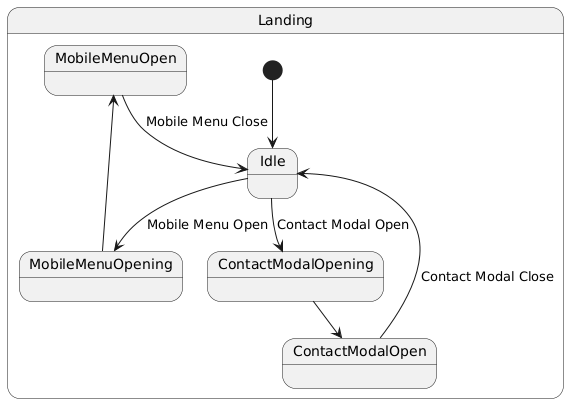 Landing
MobileMenuOpen
Mobile Menu Close
Idle
Mobile Menu Open
Contact Modal Open
MobileMenuOpening
ContactModalOpening
Contact Modal Close
ContactModalOpen